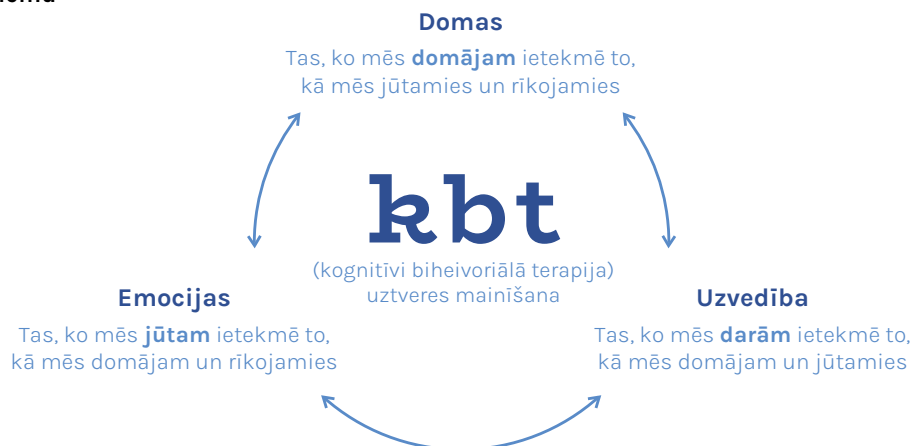 Domas
Tas, ko mēs domājam ietekmē to,
kā mēs jūtamies un rīkojamies
kbt
(kognitīvi biheivoriālā terapija)
uztveres mainīšana
Emocijas
Tas, ko mēs jūtam ietekmē to,
kā mēs domājam un rīkojamies
Uzvedība
Tas, ko mēs darām ietekmē to,
kā mēs domājam un jūtamies